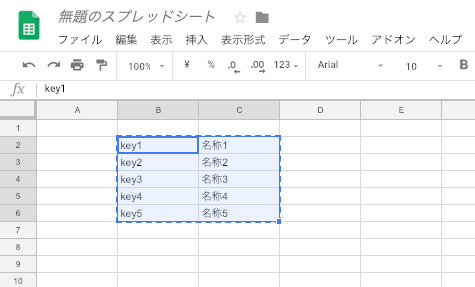 無題のスプレッドシート
ファイル 編集 表示 挿入 表示形式 データ ツール アドオン ヘルプ
100% ¥ % .0 .00 123 Arial 10 B
fx key1
A B C D E
1
2 key1 名称1
3 key2 名称2
4 key3 名称3
5 key4 名称4
6 key5 名称5
7
8
9
10